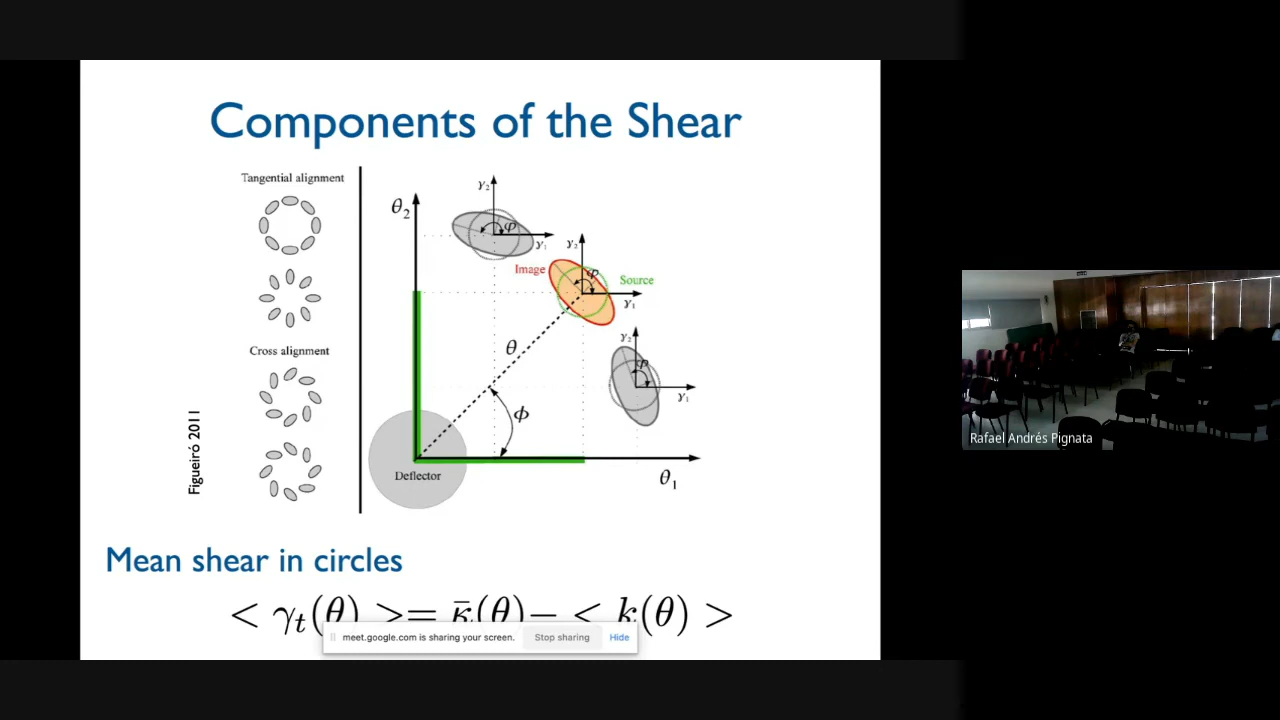 Components of the Shear
Tangential alignment
Cross alignment
Figueiró 2011
θ₂
γ₂
φ
γ₁
γ₂
Image
φ
Source
γ₁
θ
γ₂
φ
γ₁
ϕ
Deflector
θ₁
Mean shear in circles
< γₜ(θ) >= κ̄(θ)− < k(θ) >
meet.google.com is sharing your screen.
Stop sharing
Hide
Rafael Andrés Pignata